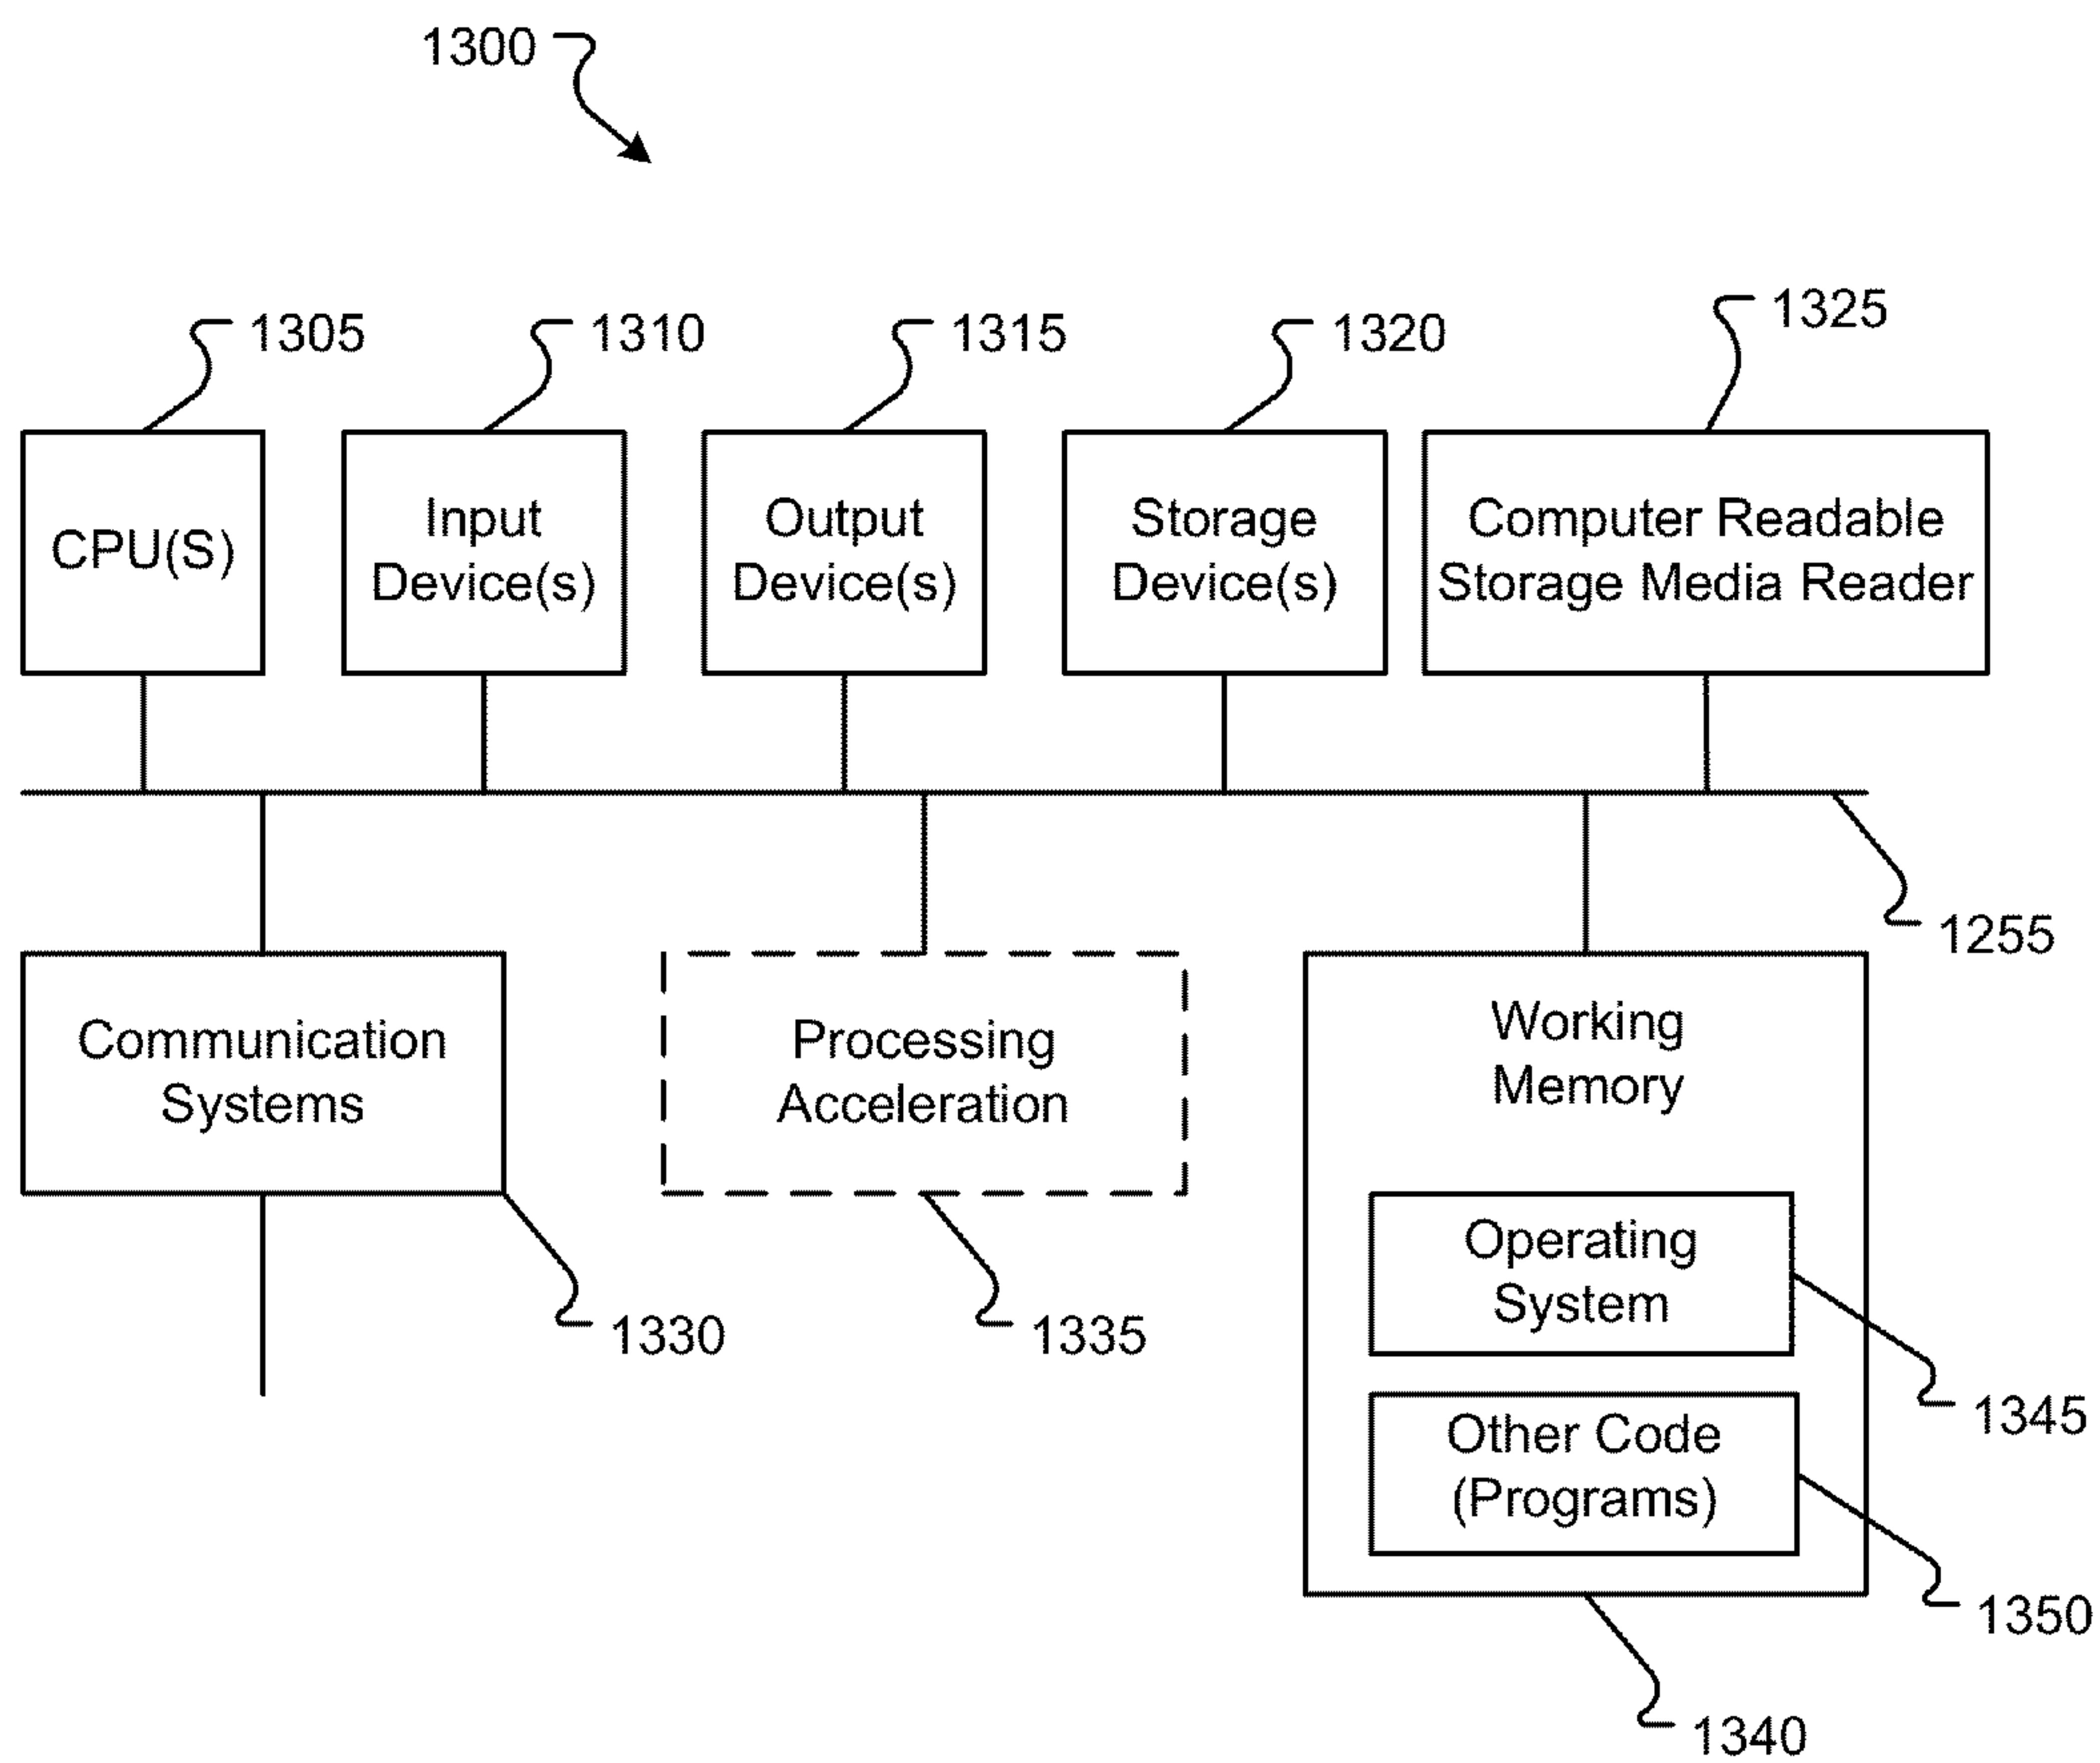 1300
1305
1310
1315
1320
1325
CPU(S)
Input
Device(s)
Output
Device(s)
Storage
Device(s)
Computer Readable
Storage Media Reader
1255
Communication
Systems
Processing
Acceleration
Working
Memory
Operating
System
1330
1335
1345
Other Code
(Programs)
1350
1340